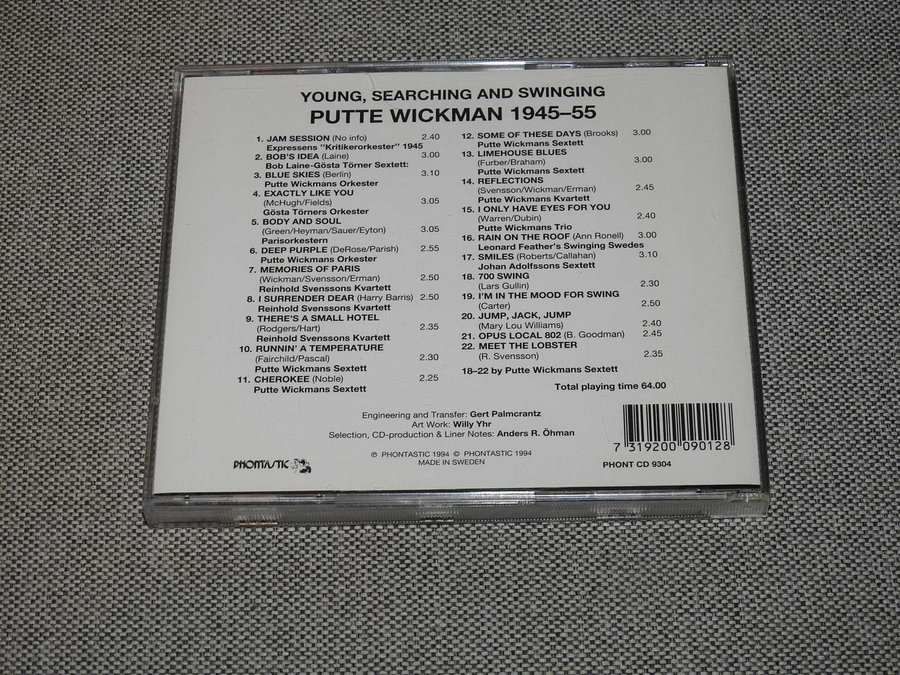 YOUNG, SEARCHING AND SWINGING
PUTTE WICKMAN 1945–55
1. JAM SESSION (No info) 2.40
Expressens "Kritikerorkester" 1945
2. BOB'S IDEA (Laine) 3.00
Bob Laine-Gösta Törner Sextett:
3. BLUE SKIES (Berlin) 3.10
Putte Wickmans Orkester
4. EXACTLY LIKE YOU
(McHugh/Fields) 3.05
Gösta Törners Orkester
5. BODY AND SOUL
(Green/Heyman/Sauer/Eyton) 3.05
Parisorkestern
6. DEEP PURPLE (DeRose/Parish) 2.55
Putte Wickmans Orkester
7. MEMORIES OF PARIS
(Wickman/Svensson/Erman) 2.50
Reinhold Svenssons Kvartett
8. I SURRENDER DEAR (Harry Barris) 2.50
Reinhold Svenssons Kvartett
9. THERE'S A SMALL HOTEL
(Rodgers/Hart) 2.35
Reinhold Svenssons Kvartett
10. RUNNIN' A TEMPERATURE
(Fairchild/Pascal) 2.30
Putte Wickmans Sextett
11. CHEROKEE (Noble) 2.25
Putte Wickmans Sextett
12. SOME OF THESE DAYS (Brooks) 3.00
Putte Wickmans Sextett
13. LIMEHOUSE BLUES
(Furber/Braham) 3.00
Putte Wickmans Sextett
14. REFLECTIONS
(Svensson/Wickman/Erman) 2.45
Putte Wickmans Kvartett
15. I ONLY HAVE EYES FOR YOU
(Warren/Dubin) 2.40
Putte Wickmans Trio
16. RAIN ON THE ROOF (Ann Ronell) 3.00
Leonard Feather's Swinging Swedes
17. SMILES (Roberts/Callahan) 3.10
Johan Adolfssons Sextett
18. 700 SWING
(Lars Gullin) 2.30
19. I'M IN THE MOOD FOR SWING
(Carter) 2.50
20. JUMP, JACK, JUMP
(Mary Lou Williams) 2.40
21. OPUS LOCAL 802 (B. Goodman) 2.45
22. MEET THE LOBSTER
(R. Svensson) 2.35
18–22 by Putte Wickmans Sextett
Total playing time 64.00
Engineering and Transfer: Gert Palmcrantz
Art Work: Willy Yhr
Selection, CD-production & Liner Notes: Anders R. Öhman
℗ PHONTASTIC 1994 © PHONTASTIC 1994
MADE IN SWEDEN
PHONTASTIC
7 319200 090128
PHONT CD 9304